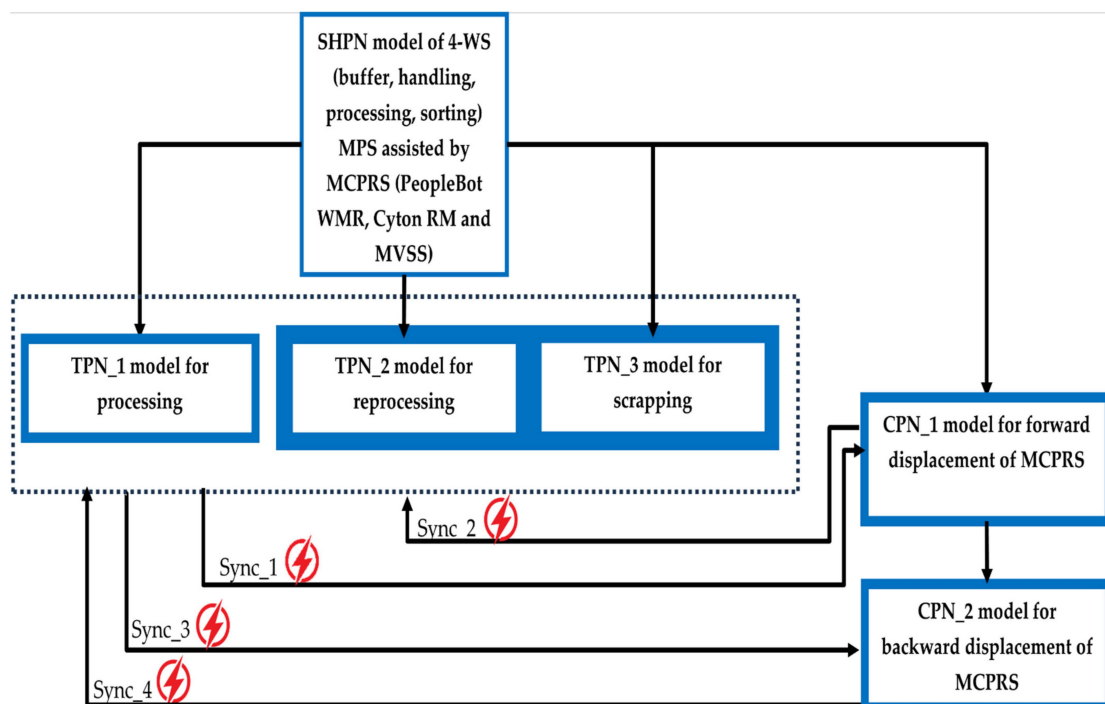 SHPN model of 4-WS
(buffer, handling,
processing, sorting)
MPS assisted by
MCPRS (PeopleBot
WMR, Cyton RM and
MVSS)
TPN_1 model for
processing
TPN_2 model for
reprocessing
TPN_3 model for
scrapping
CPN_1 model for forward
displacement of MCPRS
Sync_2
Sync_1
CPN_2 model for
backward displacement of
MCPRS
Sync_3
Sync_4